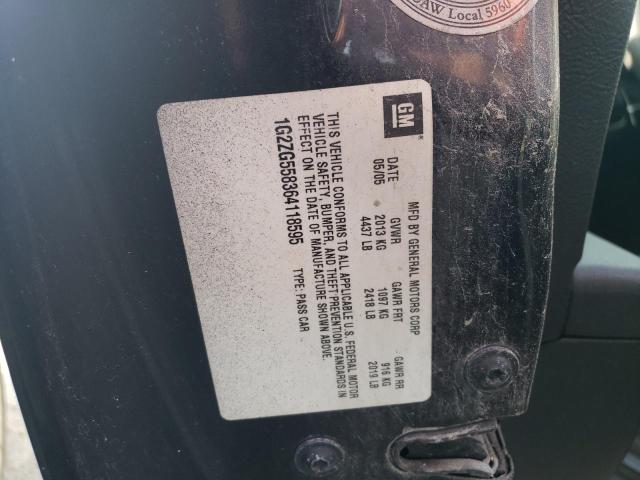 UAW Local 5960
GM
MFD BY GENERAL MOTORS CORP
DATE GVWR GAWR FRT GAWR RR
05/05 2013 KG 1097 KG 916 KG
4437 LB 2418 LB 2019 LB
THIS VEHICLE CONFORMS TO ALL APPLICABLE U.S. FEDERAL MOTOR
VEHICLE SAFETY, BUMPER, AND THEFT PREVENTION STANDARDS IN
EFFECT ON THE DATE OF MANUFACTURE SHOWN ABOVE.
1G2ZG558364118595 TYPE: PASS CAR